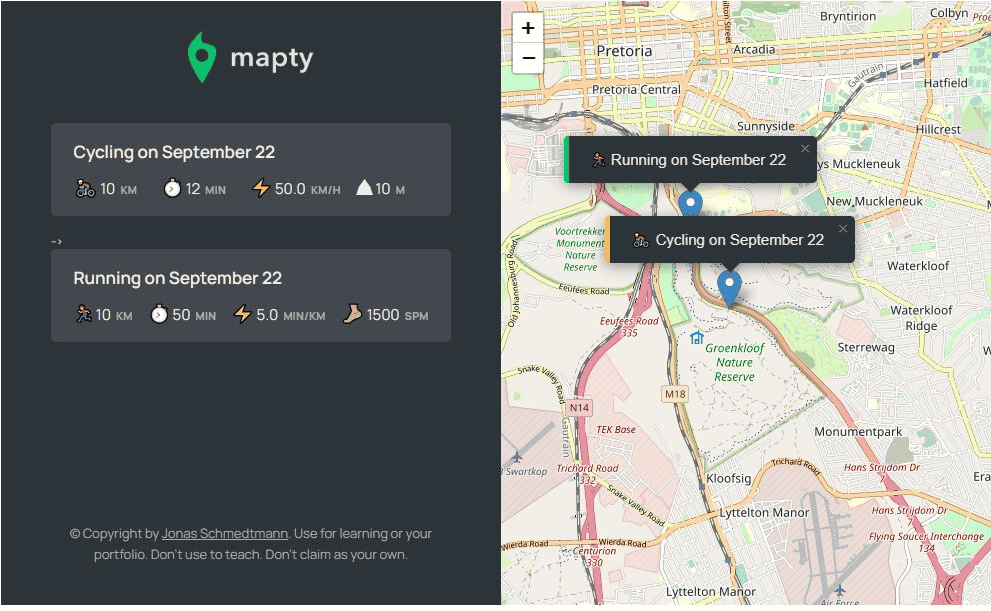 mapty
Cycling on September 22
10 KM 12 MIN 50.0 KM/H 10 M
–>
Running on September 22
10 KM 50 MIN 5.0 MIN/KM 1500 SPM
© Copyright by Jonas Schmedtmann. Use for learning or your
portfolio. Don't use to teach. Don't claim as your own.
+
−
Bryntirion
Colbyn
Pretoria
Arcadia
Gautrain
Hatfield
Pretoria Central
Sunnyside
Hillcrest
Running on September 22
×
ys Muckleneuk
New Muckleneuk
Cycling on September 22
×
Voortrekker
Monument
Nature
Reserve
Old Johannesburg Road
Waterkloof
Eeufees Road
Eeufees Road
335
Waterkloof
Ridge
Groenkloof
Nature
Reserve
Sterrewag
Snake Valley Road
M18
N14
Gautrain
TEK Base
Monumentpark
Swartkop
Trichard Road
332
Trichard Road
Hans Strijdom Dr
7
Era
Kloofsig
Snake Valley Road
Lyttelton Manor
Hans Strijdom Dr
7
Wierda Road
Wierda Road
Centurion
330
Flying Saucer Interchange
134
Lyttelton Manor
Air Force